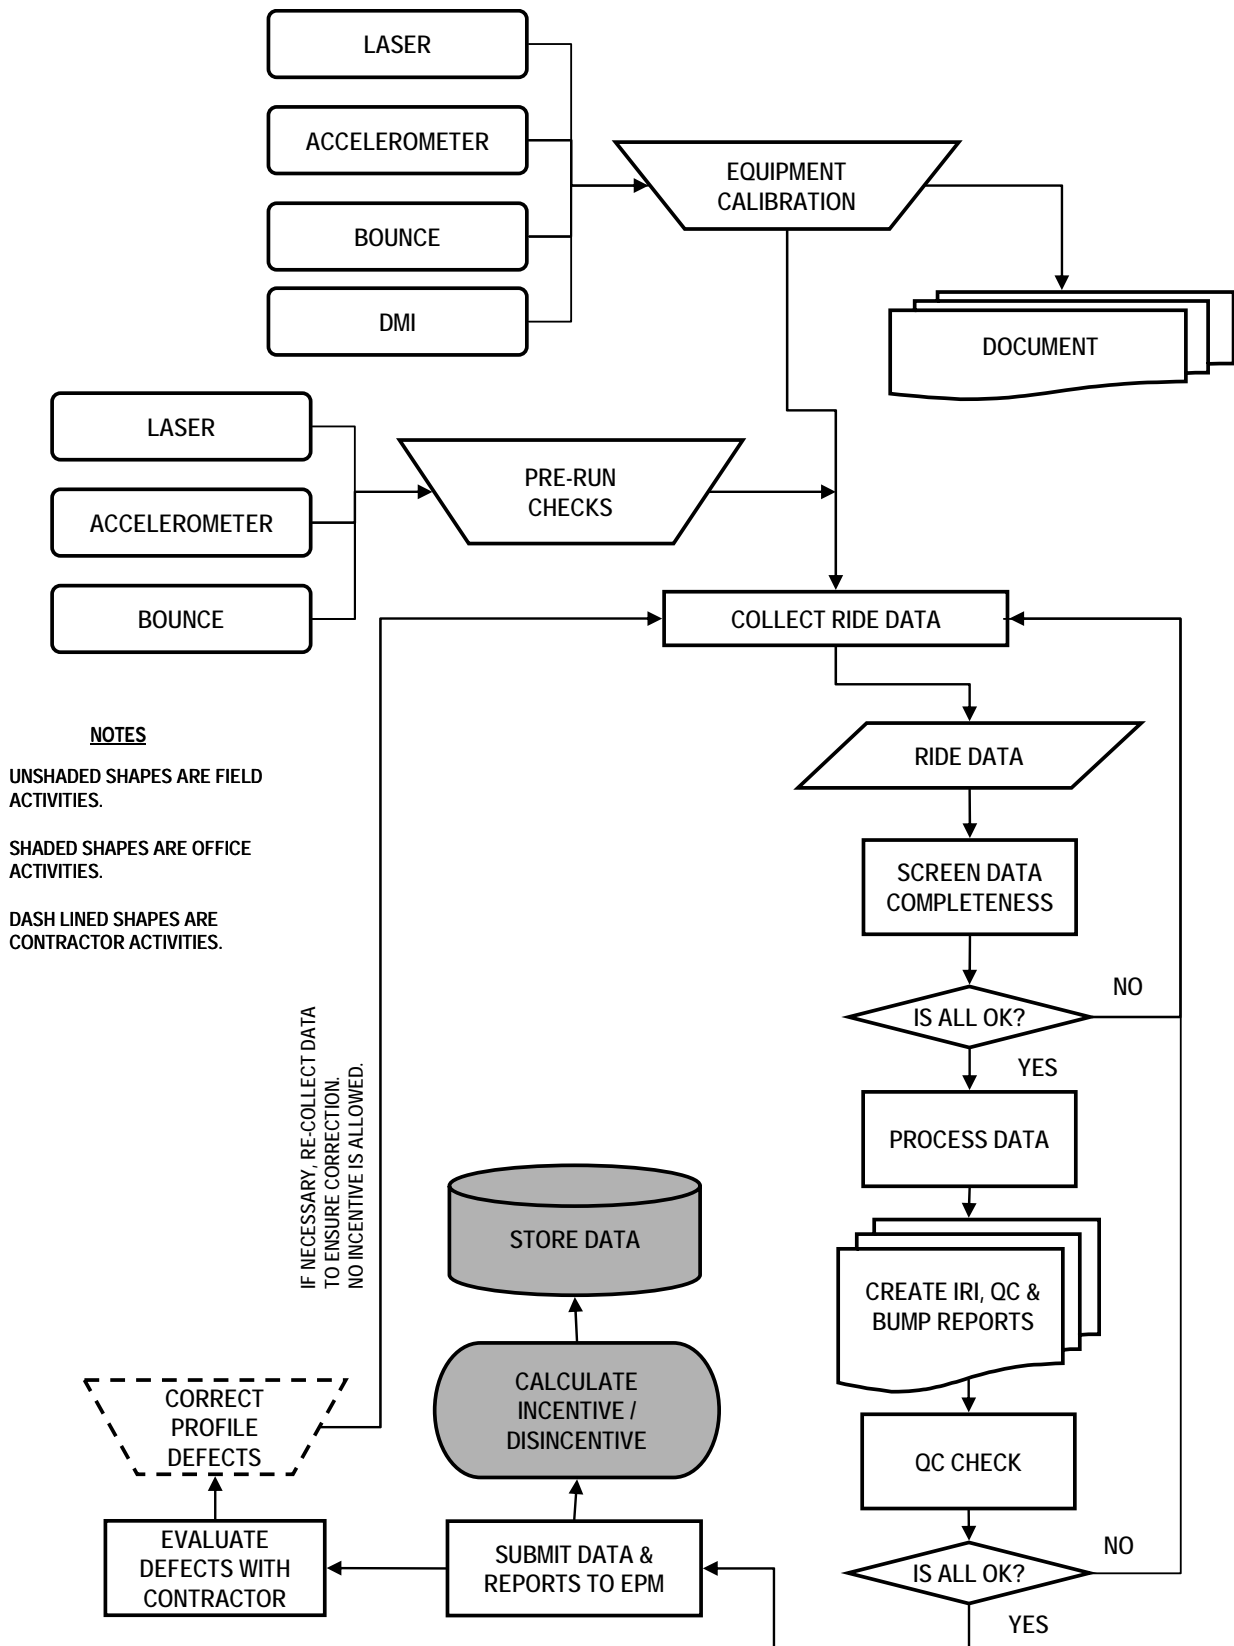 LASER
ACCELEROMETER
BOUNCE
DMI
EQUIPMENT
CALIBRATION
DOCUMENT
LASER
ACCELEROMETER
BOUNCE
PRE-RUN
CHECKS
COLLECT RIDE DATA
NOTES
UNSHADED SHAPES ARE FIELD
ACTIVITIES.
SHADED SHAPES ARE OFFICE
ACTIVITIES.
DASH LINED SHAPES ARE
CONTRACTOR ACTIVITIES.
RIDE DATA
SCREEN DATA
COMPLETENESS
IS ALL OK?
NO
YES
PROCESS DATA
CREATE IRI, QC &
BUMP REPORTS
QC CHECK
IS ALL OK?
NO
YES
IF NECESSARY, RE-COLLECT DATA
TO ENSURE CORRECTION.
NO INCENTIVE IS ALLOWED.
STORE DATA
CALCULATE
INCENTIVE /
DISINCENTIVE
SUBMIT DATA &
REPORTS TO EPM
CORRECT
PROFILE
DEFECTS
EVALUATE
DEFECTS WITH
CONTRACTOR